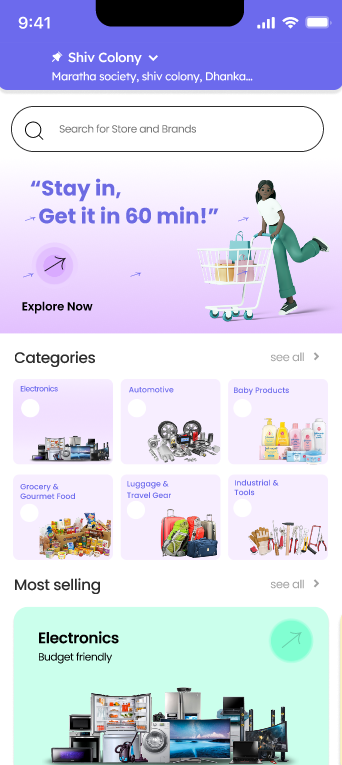 9:41
Shiv Colony
Maratha society, shiv colony, Dhanka...
Search for Store and Brands
“Stay in,
Get it in 60 min!”
Explore Now
Categories
see all
Electronics
Automotive
Baby Products
Grocery &
Gourmet Food
Luggage &
Travel Gear
Industrial &
Tools
Most selling
see all
Electronics
Budget friendly